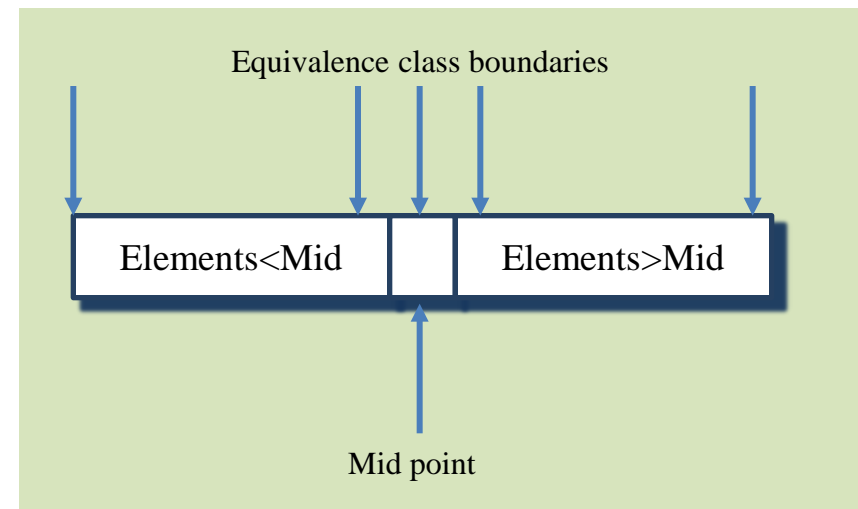 Equivalence class boundaries
Elements<Mid
Elements>Mid
Mid point